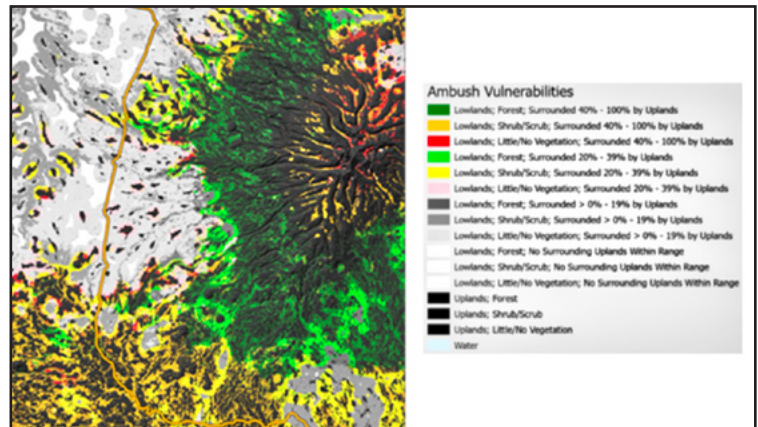 Ambush Vulnerabilities
Lowlands; Forest; Surrounded 40% - 100% by Uplands
Lowlands; Shrub/Scrub; Surrounded 40% - 100% by Uplands
Lowlands; Little/No Vegetation; Surrounded 40% - 100% by Uplands
Lowlands; Forest; Surrounded 20% - 39% by Uplands
Lowlands; Shrub/Scrub; Surrounded 20% - 39% by Uplands
Lowlands; Little/No Vegetation; Surrounded 20% - 39% by Uplands
Lowlands; Forest; Surrounded > 0% - 19% by Uplands
Lowlands; Shrub/Scrub; Surrounded > 0% - 19% by Uplands
Lowlands; Little/No Vegetation; Surrounded > 0% - 19% by Uplands
Lowlands; Forest; No Surrounding Uplands Within Range
Lowlands; Shrub/Scrub; No Surrounding Uplands Within Range
Lowlands; Little/No Vegetation; No Surrounding Uplands Within Range
Uplands; Forest
Uplands; Shrub/Scrub
Uplands; Little/No Vegetation
Water